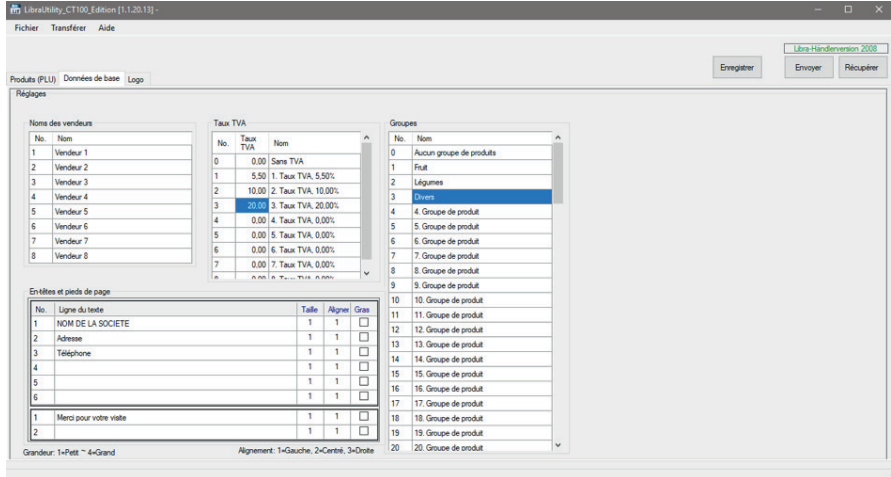 LibraUtility_CT100_Edition [1.1.20.13] -
Fichier Transférer Aide
Libra-Händlerversion 2008
Enregistrer Envoyer Récupérer
Produits (PLU) Données de base Logo
Réglages
Noms des vendeurs
No. Nom
1 Vendeur 1
2 Vendeur 2
3 Vendeur 3
4 Vendeur 4
5 Vendeur 5
6 Vendeur 6
7 Vendeur 7
8 Vendeur 8
Taux TVA
No. Taux TVA Nom
0 0,00 Sans TVA
1 5,50 1. Taux TVA, 5,50%
2 10,00 2. Taux TVA, 10,00%
3 20,00 3. Taux TVA, 20,00%
4 0,00 4. Taux TVA, 0,00%
5 0,00 5. Taux TVA, 0,00%
6 0,00 6. Taux TVA, 0,00%
7 0,00 7. Taux TVA, 0,00%
Groupes
No. Nom
0 Aucun groupe de produits
1 Fruit
2 Légumes
3 Divers
4 4. Groupe de produit
5 5. Groupe de produit
6 6. Groupe de produit
7 7. Groupe de produit
8 8. Groupe de produit
9 9. Groupe de produit
10 10. Groupe de produit
11 11. Groupe de produit
12 12. Groupe de produit
13 13. Groupe de produit
14 14. Groupe de produit
15 15. Groupe de produit
16 16. Groupe de produit
17 17. Groupe de produit
18 18. Groupe de produit
19 19. Groupe de produit
20 20. Groupe de produit
En-têtes et pieds de page
No. Ligne du texte Taille Aligner Gras
1 NOM DE LA SOCIETE 1 1
2 Adresse 1 1
3 Téléphone 1 1
4 1 1
5 1 1
6 1 1
1 Merci pour votre visite 1 1
2 1 1
Grandeur: 1=Petit ~ 4=Grand
Alignement: 1=Gauche, 2=Centré, 3=Droite